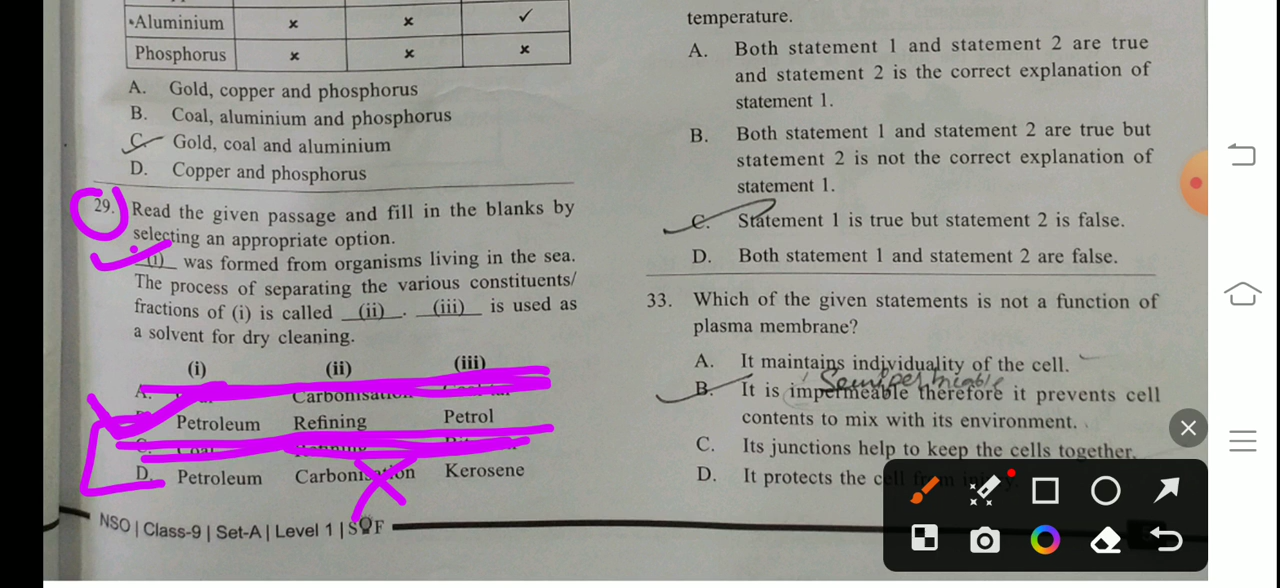 Aluminium × × ✓
Phosphorus × × ×
A. Gold, copper and phosphorus
B. Coal, aluminium and phosphorus
C. Gold, coal and aluminium
D. Copper and phosphorus
29. Read the given passage and fill in the blanks by
selecting an appropriate option.
(i) was formed from organisms living in the sea.
The process of separating the various constituents/
fractions of (i) is called (ii). (iii) is used as
a solvent for dry cleaning.
(i) (ii) (iii)
A. Carbonisation
Petroleum Refining Petrol
D. Petroleum Carbonisation Kerosene
NSO | Class-9 | Set-A | Level 1 | SOF
temperature.
A. Both statement 1 and statement 2 are true
and statement 2 is the correct explanation of
statement 1.
B. Both statement 1 and statement 2 are true but
statement 2 is not the correct explanation of
statement 1.
C. Statement 1 is true but statement 2 is false.
D. Both statement 1 and statement 2 are false.
33. Which of the given statements is not a function of
plasma membrane?
A. It maintains individuality of the cell.
Semipermeable
B. It is impermeable therefore it prevents cell
contents to mix with its environment.
C. Its junctions help to keep the cells together.
D. It protects the